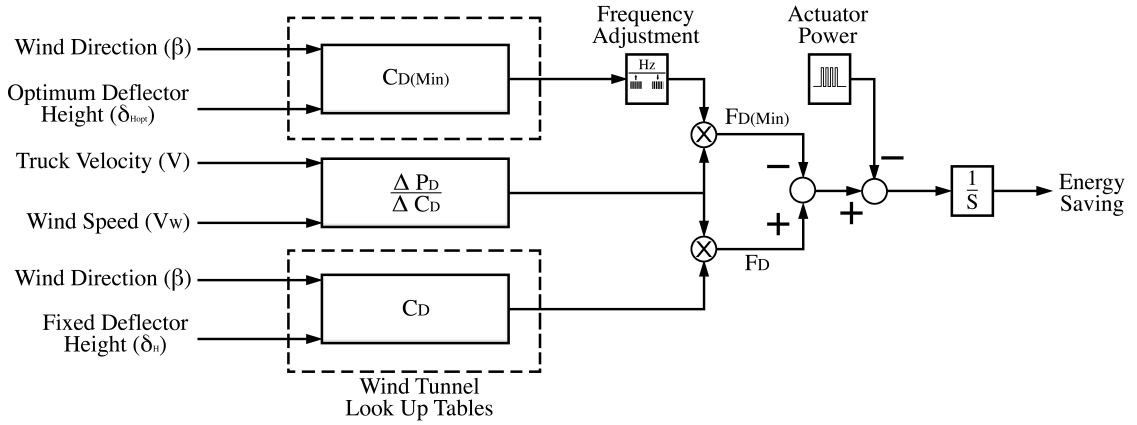 Frequency
Adjustment
Actuator
Power
Wind Direction (β)
Optimum Deflector
Height (δHopt)
CD(Min)
Hz
FD(Min)
Truck Velocity (V)
Wind Speed (Vw)
Δ PD
Δ CD
X
−
−
+
+
1
S
Energy
Saving
Wind Direction (β)
Fixed Deflector
Height (δH)
CD
X
FD
Wind Tunnel
Look Up Tables